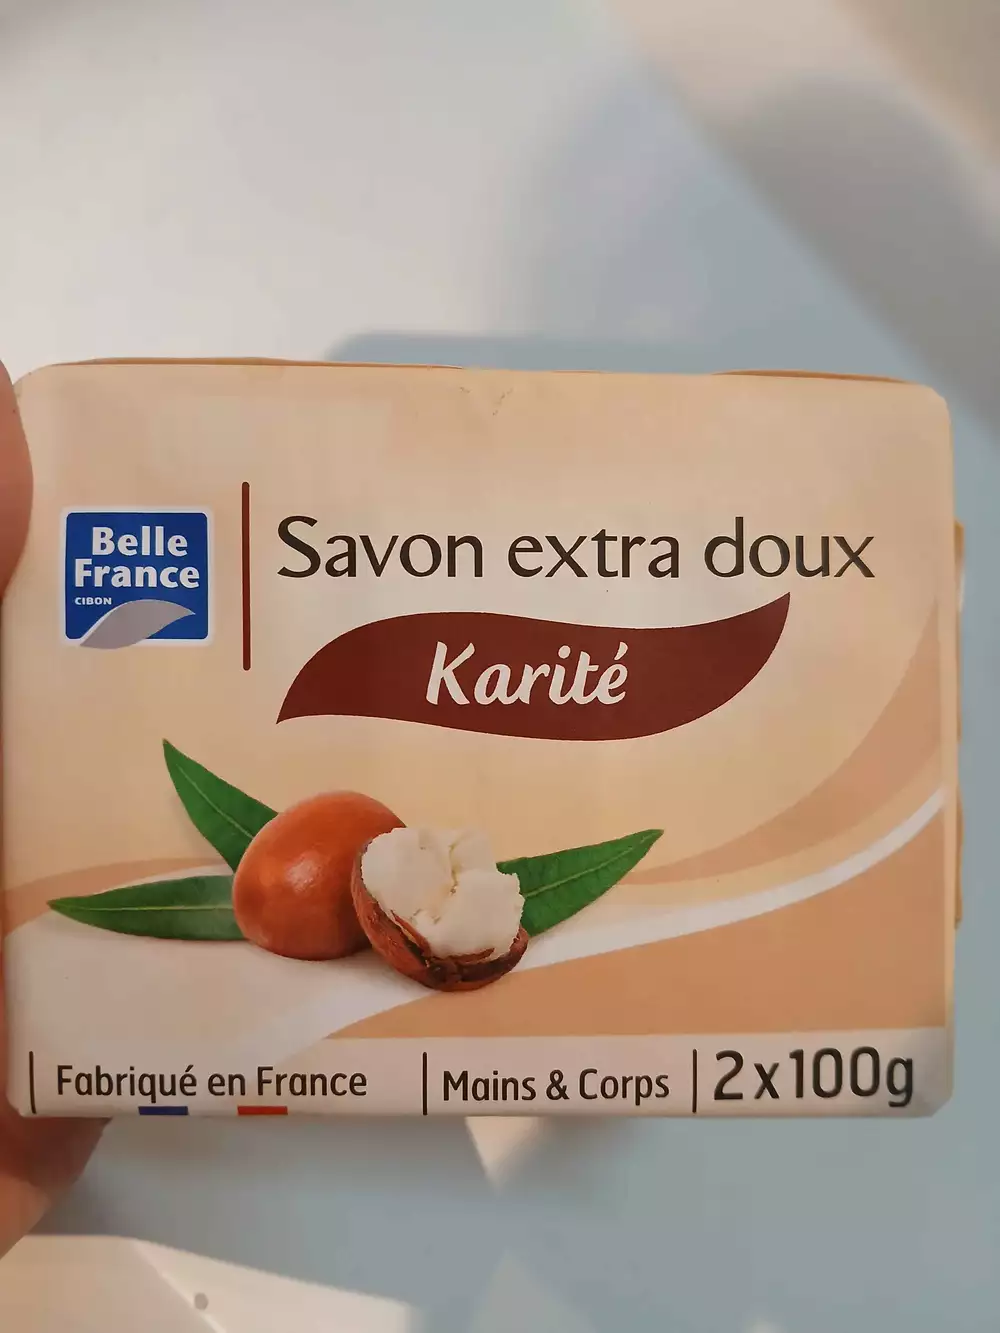 Belle
France
CIBON
Savon extra doux
Karité
Fabriqué en France
Mains & Corps
2x100g